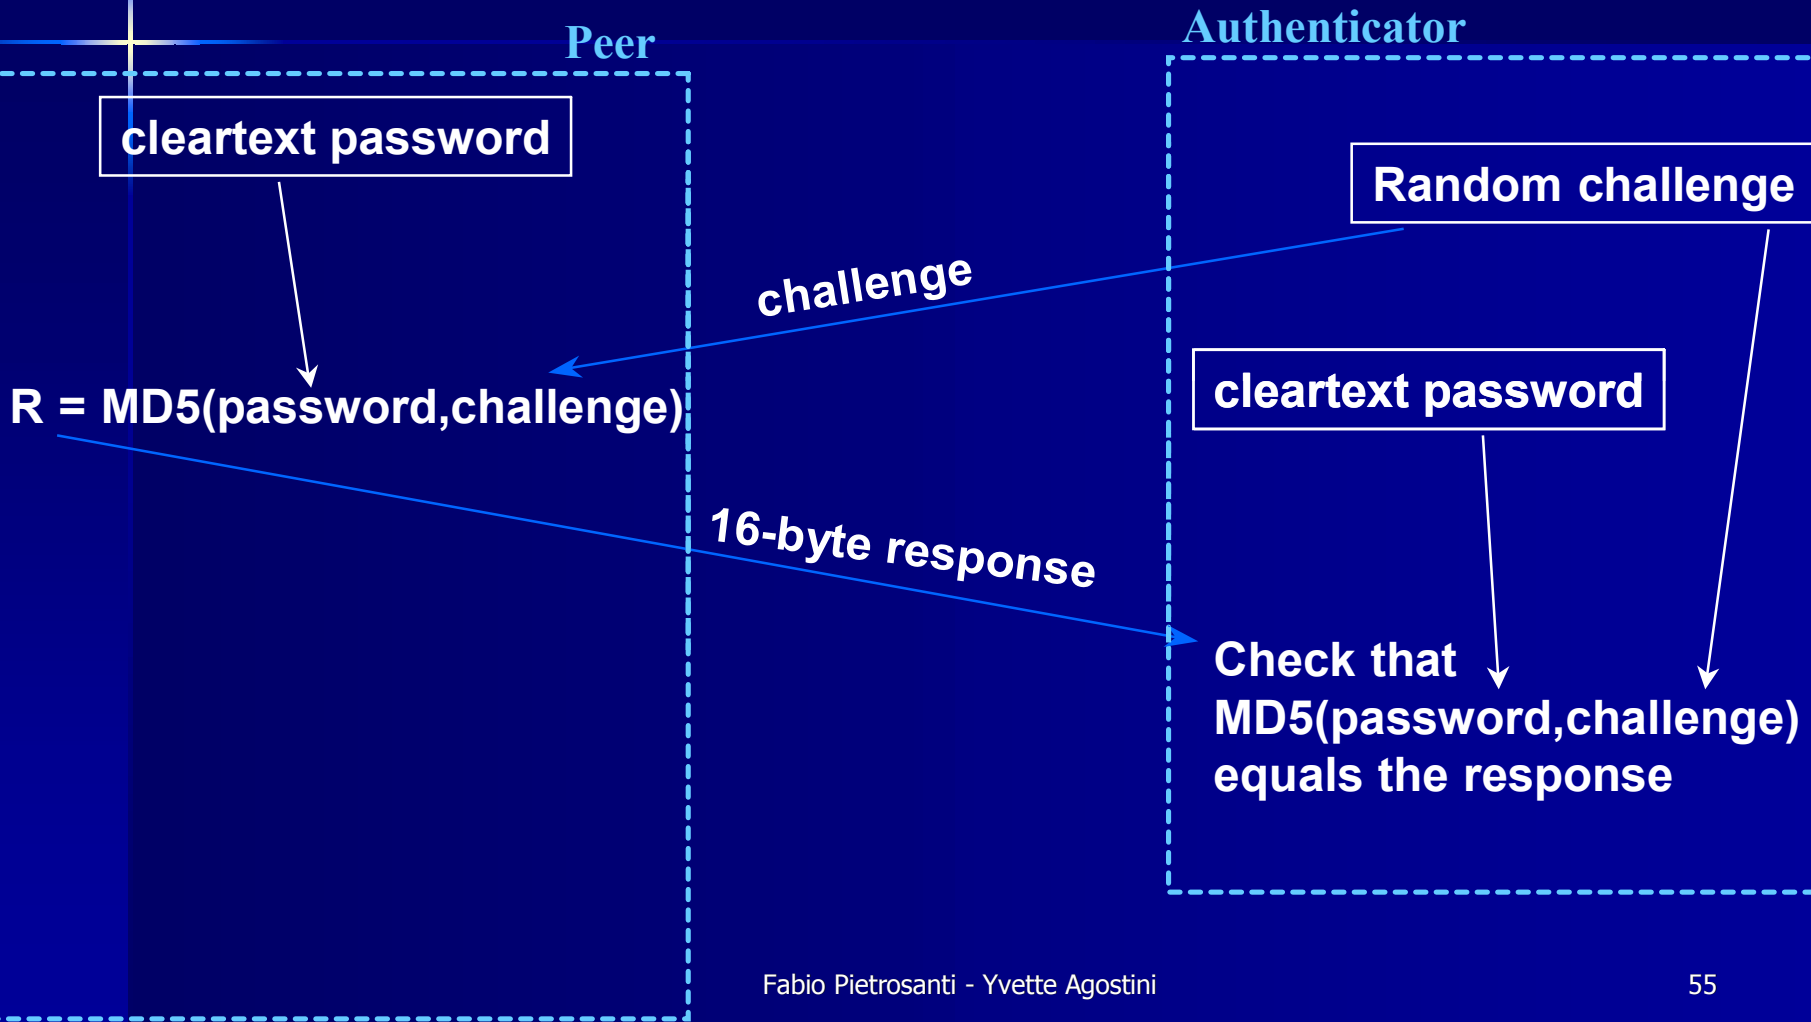 Peer
Authenticator
cleartext password
Random challenge
challenge
R = MD5(password,challenge)
cleartext password
16-byte response
Check that
MD5(password,challenge)
equals the response
Fabio Pietrosanti - Yvette Agostini
55